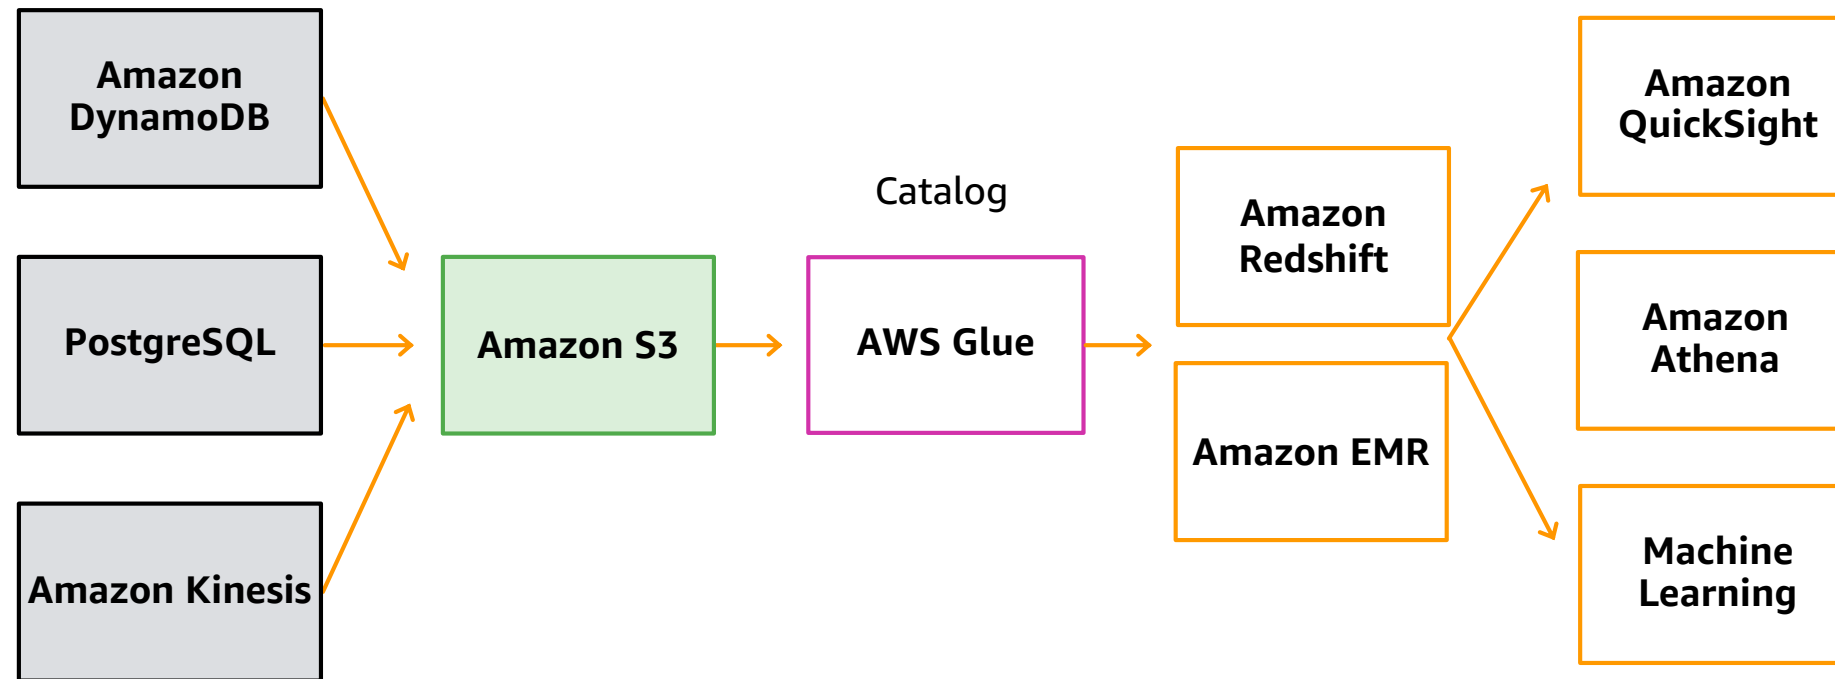 Amazon
DynamoDB
PostgreSQL
Amazon Kinesis
Amazon S3
Catalog
AWS Glue
Amazon
Redshift
Amazon EMR
Amazon
QuickSight
Amazon
Athena
Machine
Learning